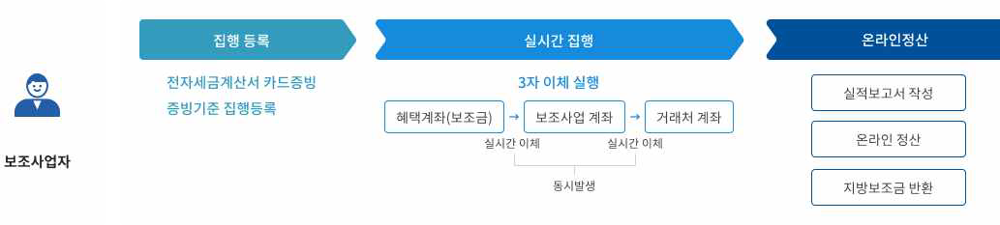 집행 등록
실시간 집행
온라인정산
전자세금계산서 카드증빙
증빙기준 집행등록
3자 이체 실행
혜택계좌(보조금) → 보조사업 계좌 → 거래처 계좌
실시간 이체
실시간 이체
동시발생
실적보고서 작성
온라인 정산
지방보조금 반환
보조사업자